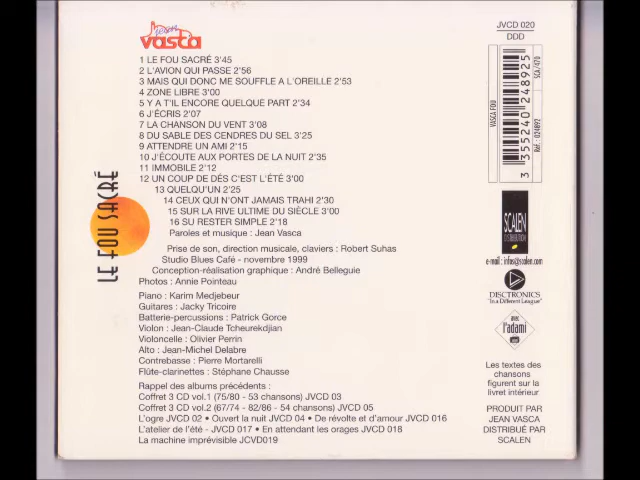 Jean
vasca
1 LE FOU SACRÉ 3'45
2 L'AVION QUI PASSE 2'56
3 MAIS QUI DONC ME SOUFFLE A L'OREILLE 2'53
4 ZONE LIBRE 3'00
5 Y A T'IL ENCORE QUELQUE PART 2'34
6 J'ÉCRIS 2'07
7 LA CHANSON DU VENT 3'08
8 DU SABLE DES CENDRES DU SEL 3'25
9 ATTENDRE UN AMI 2'15
10 J'ÉCOUTE AUX PORTES DE LA NUIT 2'35
11 IMMOBILE 2'12
12 UN COUP DE DÉS C'EST L'ÉTÉ 3'00
13 QUELQU'UN 2'25
14 CEUX QUI N'ONT JAMAIS TRAHI 2'30
15 SUR LA RIVE ULTIME DU SIÈCLE 3'00
16 SU RESTER SIMPLE 2'18
Paroles et musique : Jean Vasca
Prise de son, direction musicale, claviers : Robert Suhas
Studio Blues Café - novembre 1999
Conception-réalisation graphique : André Belleguie
Photos : Annie Pointeau
Piano : Karim Medjebeur
Guitares : Jacky Tricoire
Batterie-percussions : Patrick Gorce
Violon : Jean-Claude Tcheurekdjian
Violoncelle : Olivier Perrin
Alto : Jean-Michel Delabre
Contrebasse : Pierre Mortarelli
Flûte-clarinettes : Stéphane Chausse
Rappel des albums précédents :
Coffret 3 CD vol.1 (75/80 - 53 chansons) JVCD 03
Coffret 3 CD vol.2 (67/74 - 82/86 - 54 chansons) JVCD 05
L'ogre JVCD 02 • Ouvert la nuit JVCD 04 • De révolte et d'amour JVCD 016
L'atelier de l'été - JVCD 017 • En attendant les orages JVCD 018
La machine imprévisible JCVD019
LE FOU SACRÉ
JVCD 020
DDD
VASCA FOU
3 355240 248925
SCA/470
Réf. : 024892
SCALEN
DISTRIBUTION
e-mail : infos@scalen.com
DISCTRONICS
"In a Different League"
avec
l'adami
Les textes des
chansons
figurent sur la
livret intérieur
PRODUIT PAR
JEAN VASCA
DISTRIBUÉ PAR
SCALEN